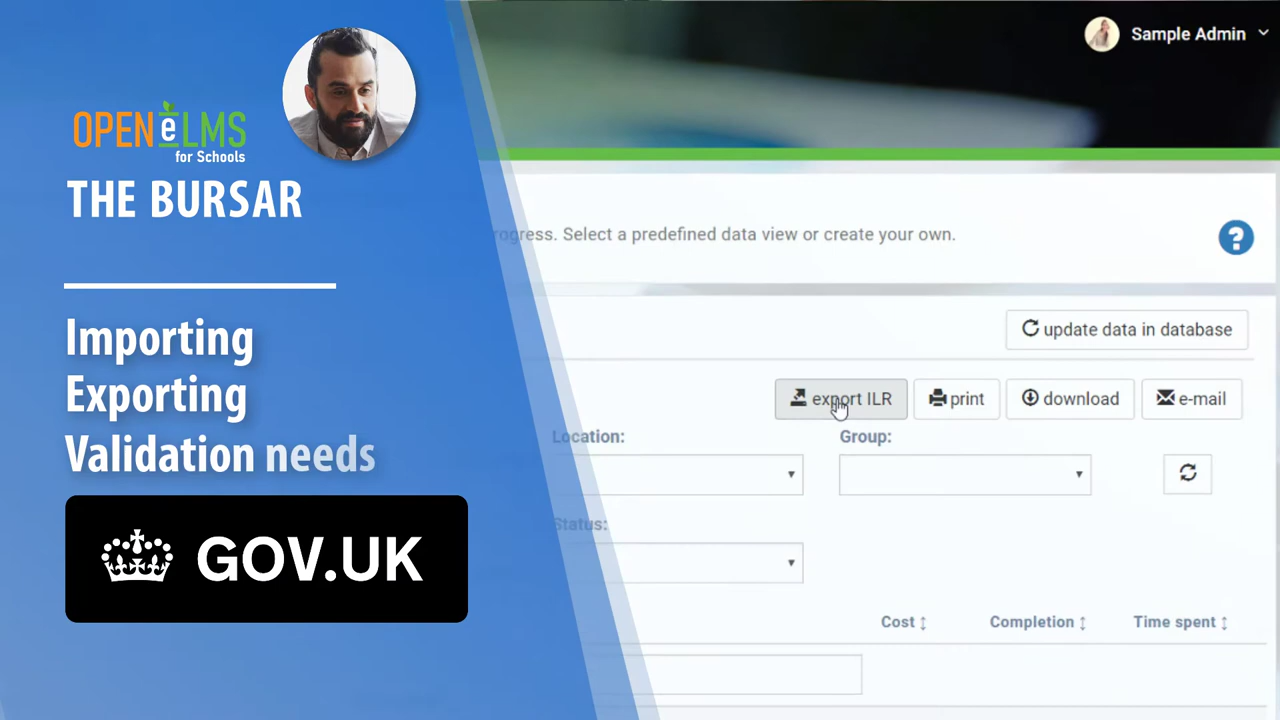 OPEN eLMS
for Schools
THE BURSAR
Importing
Exporting
Validation needs
GOV.UK
Sample Admin
rogress. Select a predefined data view or create your own.
?
update data in database
export ILR
print
download
e-mail
Location:
Group:
Status:
Cost
Completion
Time spent